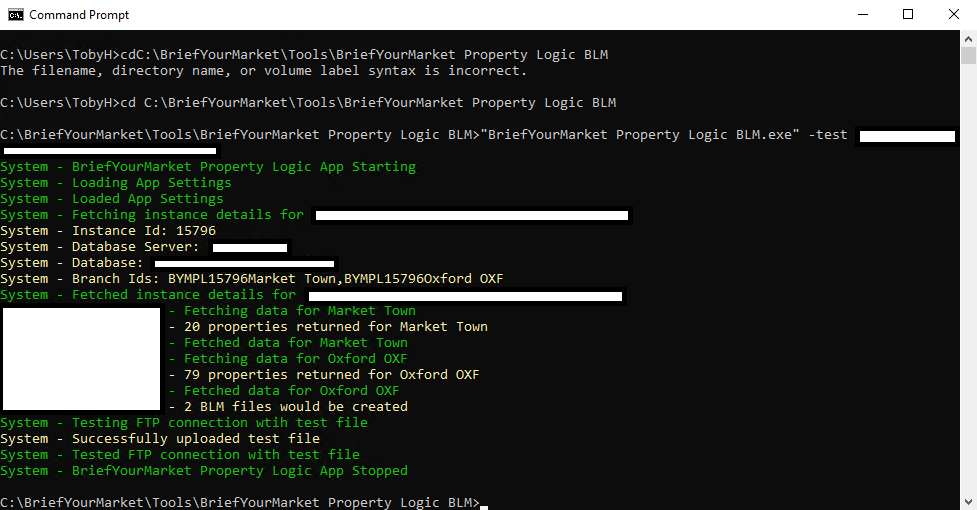 Command Prompt
C:\Users\TobyH>cdC:\BriefYourMarket\Tools\BriefYourMarket Property Logic BLM
The filename, directory name, or volume label syntax is incorrect.
C:\Users\TobyH>cd C:\BriefYourMarket\Tools\BriefYourMarket Property Logic BLM
C:\BriefYourMarket\Tools\BriefYourMarket Property Logic BLM>"BriefYourMarket Property Logic BLM.exe" -test
System - BriefYourMarket Property Logic App Starting
System - Loading App Settings
System - Loaded App Settings
System - Fetching instance details for
System - Instance Id: 15796
System - Database Server:
System - Database:
System - Branch Ids: BYMPL15796Market Town,BYMPL15796Oxford OXF
System - Fetched instance details for
- Fetching data for Market Town
- 20 properties returned for Market Town
- Fetched data for Market Town
- Fetching data for Oxford OXF
- 79 properties returned for Oxford OXF
- Fetched data for Oxford OXF
- 2 BLM files would be created
System - Testing FTP connection wtih test file
System - Successfully uploaded test file
System - Tested FTP connection with test file
System - BriefYourMarket Property Logic App Stopped
C:\BriefYourMarket\Tools\BriefYourMarket Property Logic BLM>